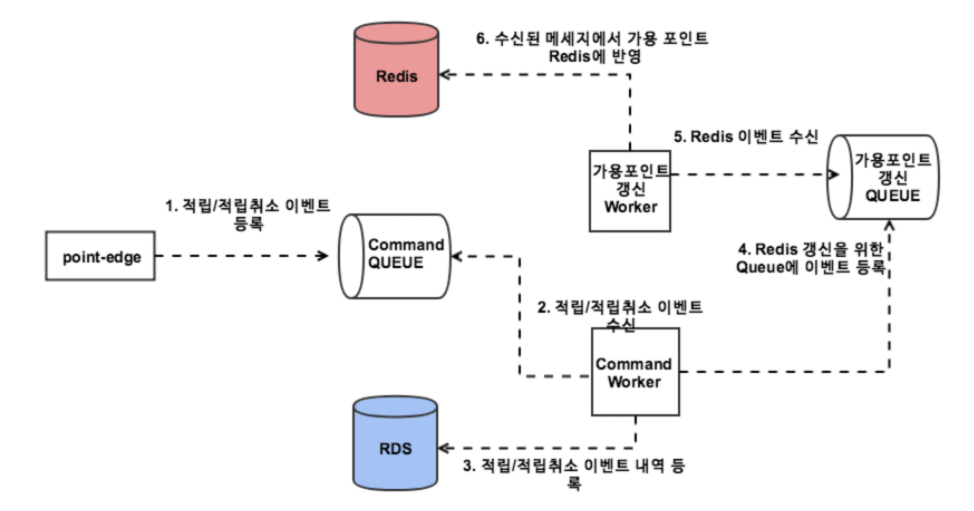 6. 수신된 메세지에서 가용 포인트
Redis에 반영
Redis
5. Redis 이벤트 수신
가용포인트
갱신
QUEUE
가용포인트
갱신
Worker
1. 적립/적립취소 이벤트
등록
point-edge
Command
QUEUE
4. Redis 갱신을 위한
Queue에 이벤트 등록
2. 적립/적립취소 이벤트
수신
Command
Worker
RDS
3. 적립/적립취소 이벤트 내역 등
록